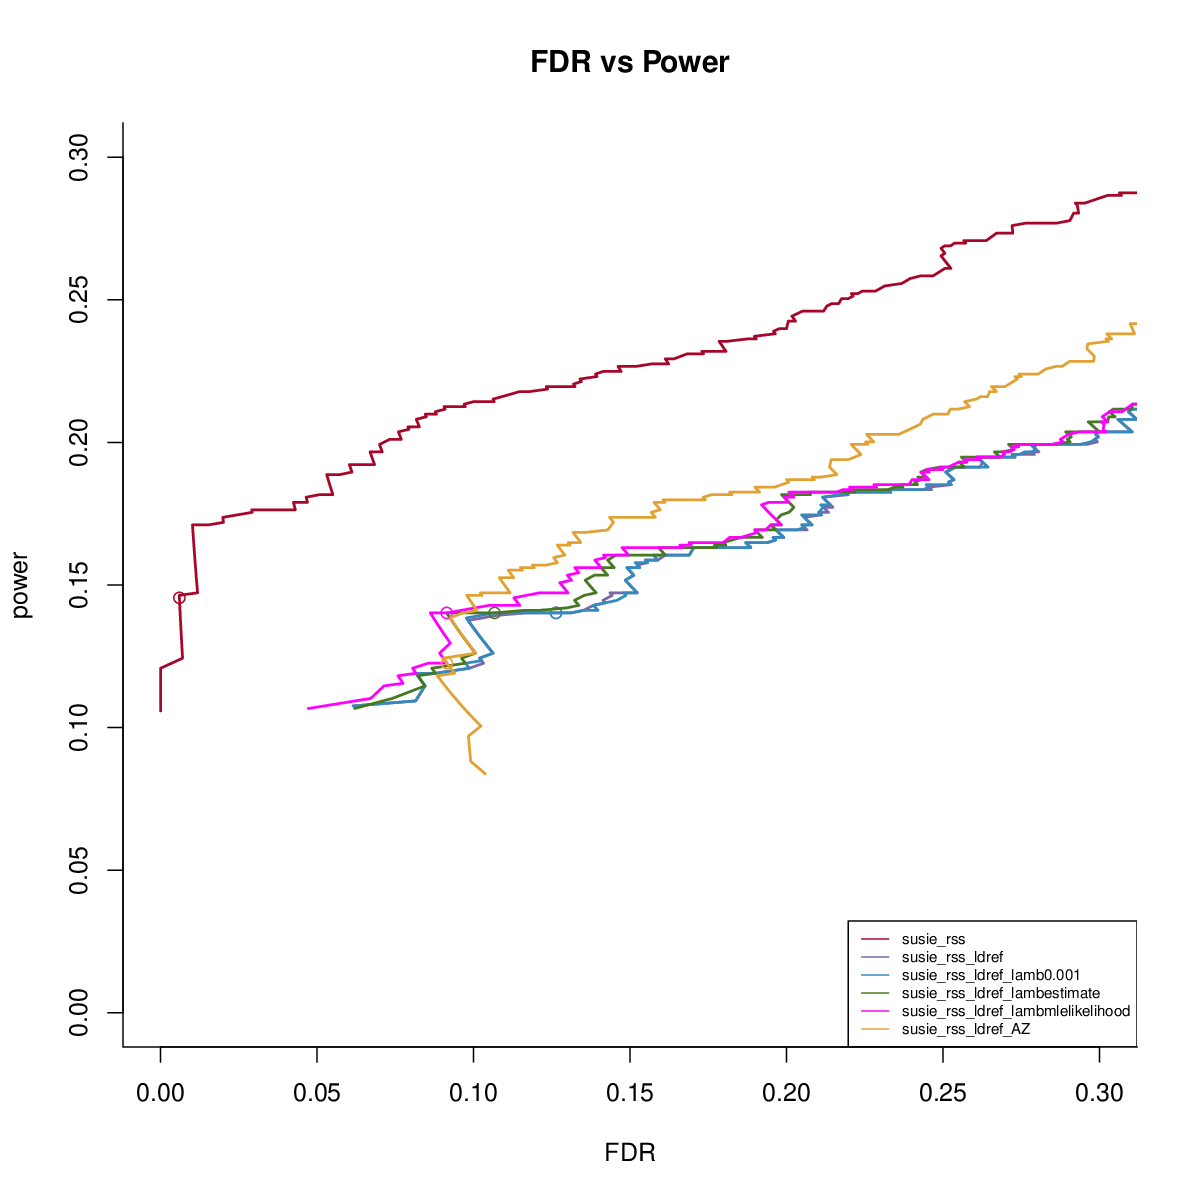 FDR vs Power
power
0.30
0.25
0.20
0.15
0.10
0.05
0.00
0.00 0.05 0.10 0.15 0.20 0.25 0.30
FDR
susie_rss
susie_rss_ldref
susie_rss_ldref_lamb0.001
susie_rss_ldref_lambestimate
susie_rss_ldref_lambmlelikelihood
susie_rss_ldref_AZ